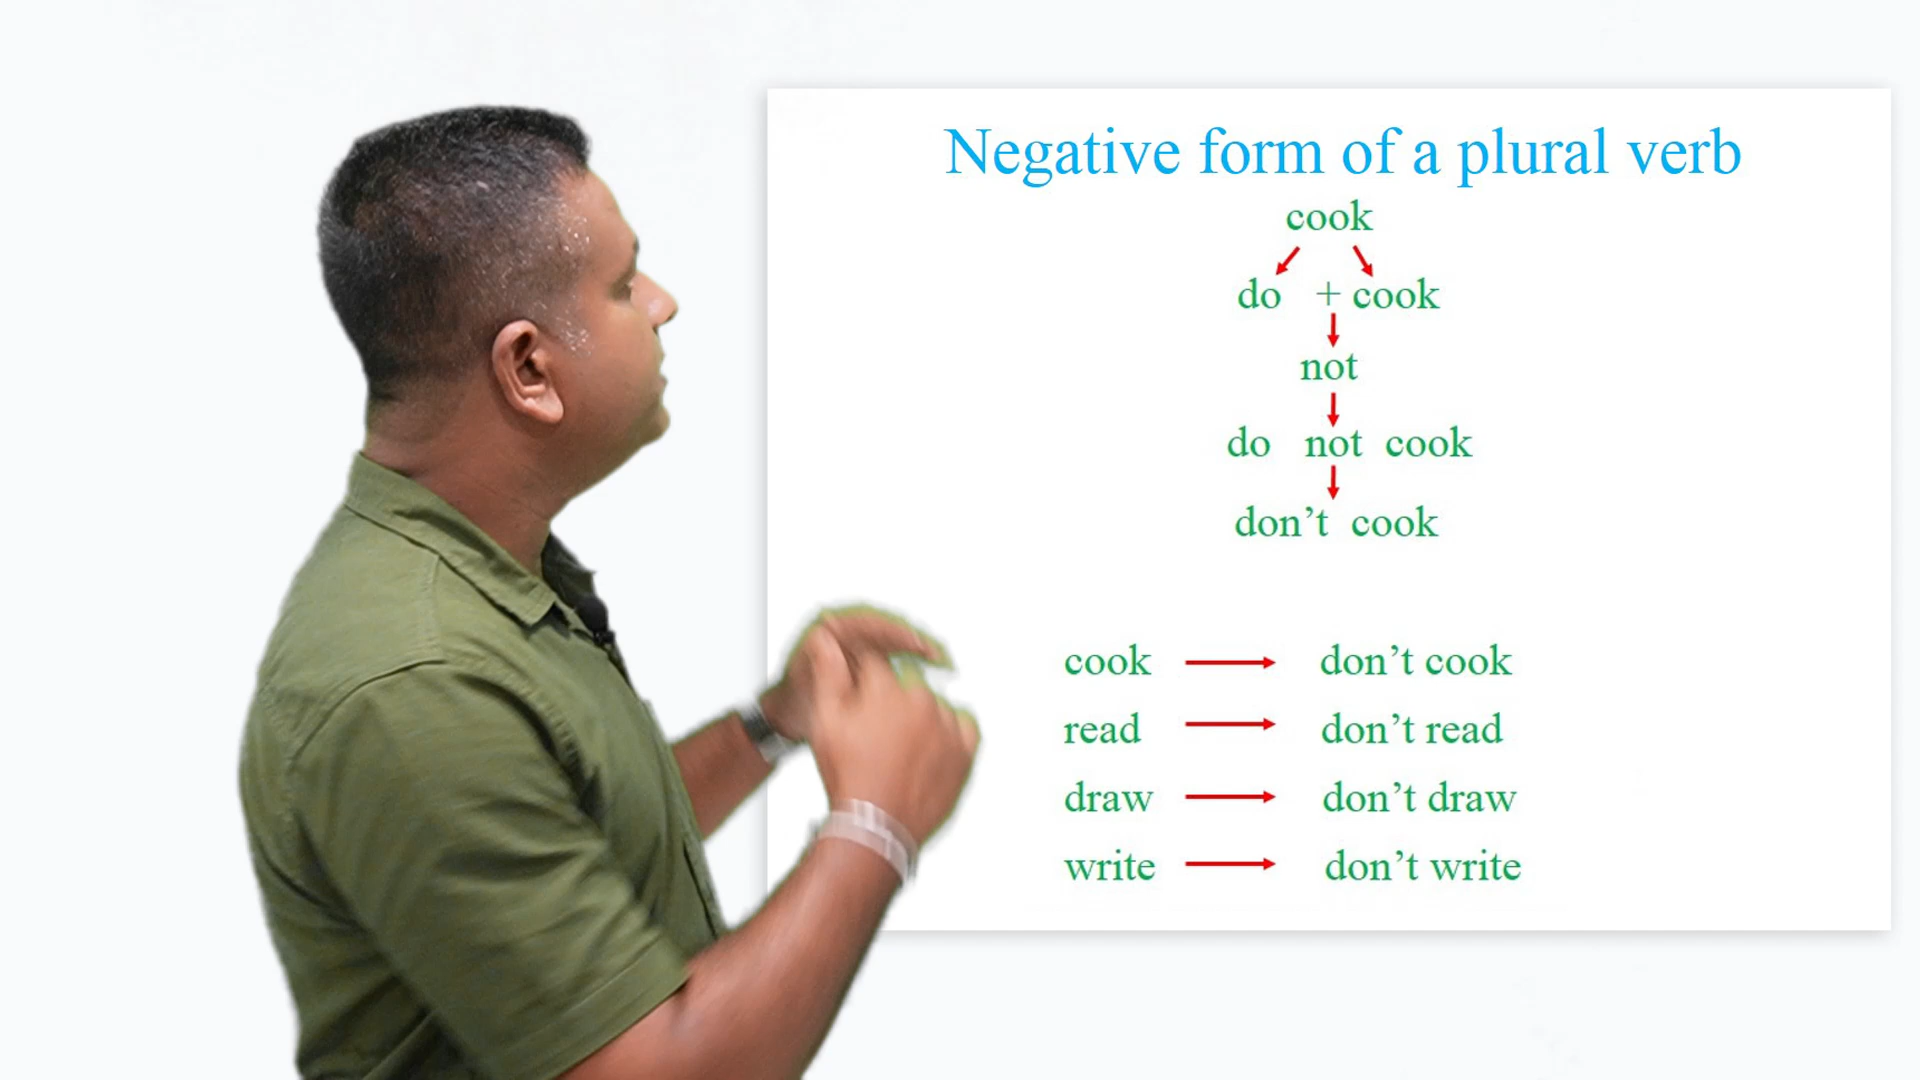 Negative form of a plural verb
cook
do + cook
not
do not cook
don’t cook
cook don’t cook
read don’t read
draw don’t draw
write don’t write